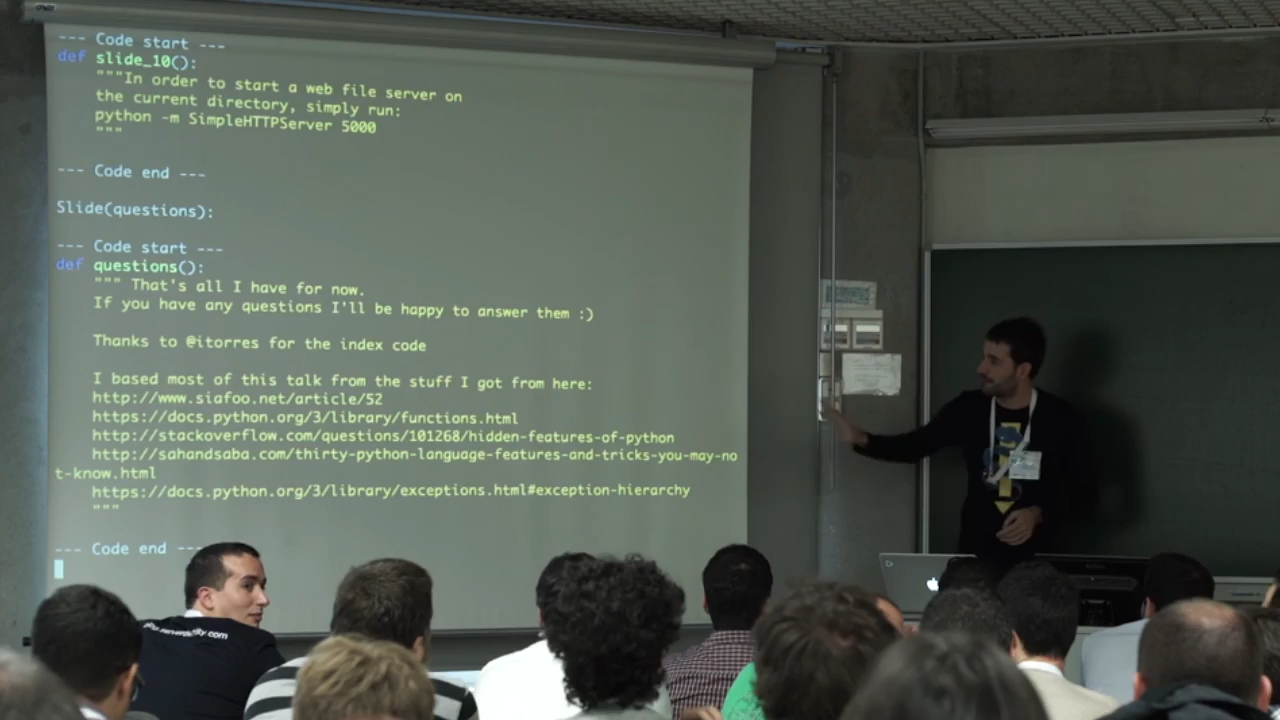 --- Code start ---
def slide_10():
"""In order to start a web file server on
the current directory, simply run:
python -m SimpleHTTPServer 5000
"""
--- Code end ---
Slide(questions):
--- Code start ---
def questions():
""" That's all I have for now.
If you have any questions I'll be happy to answer them :)
Thanks to @itorres for the index code
I based most of this talk from the stuff I got from here:
http://www.siafoo.net/article/52
https://docs.python.org/3/library/functions.html
http://stackoverflow.com/questions/101268/hidden-features-of-python
http://sahandsaba.com/thirty-python-language-features-and-tricks-you-may-no
t-know.html
https://docs.python.org/3/library/exceptions.html#exception-hierarchy
"""
--- Code end ---